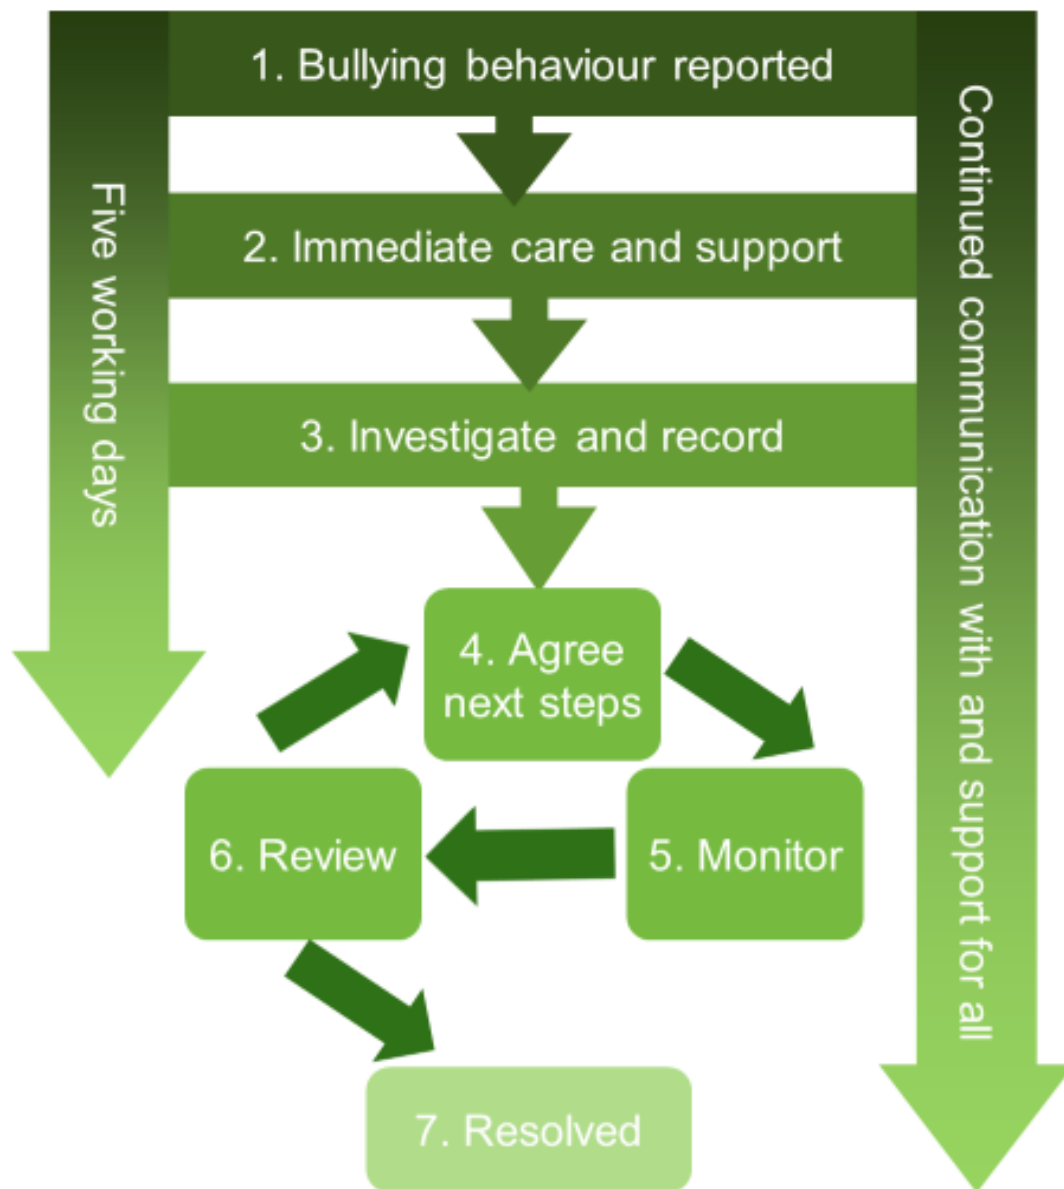 1. Bullying behaviour reported
2. Immediate care and support
3. Investigate and record
4. Agree
next steps
5. Monitor
6. Review
7. Resolved
Five working days
Continued communication with and support for all